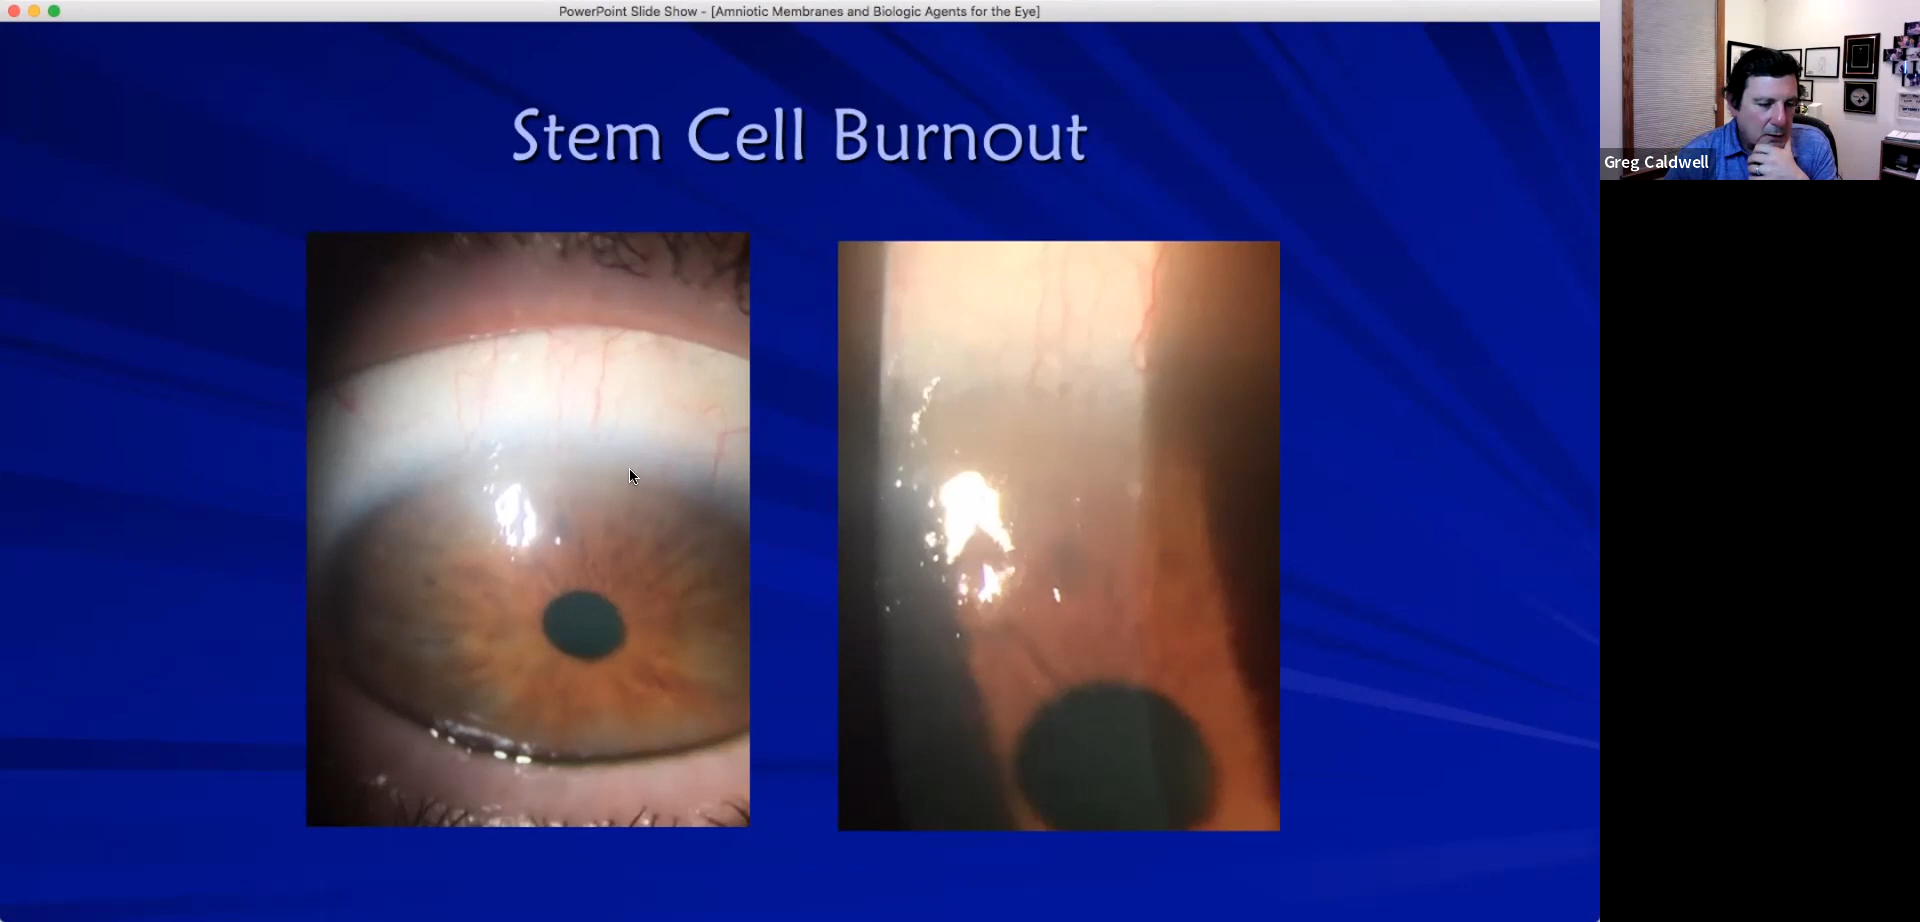 PowerPoint Slide Show - [Amniotic Membranes and Biologic Agents for the Eye]
Stem Cell Burnout
Greg Caldwell